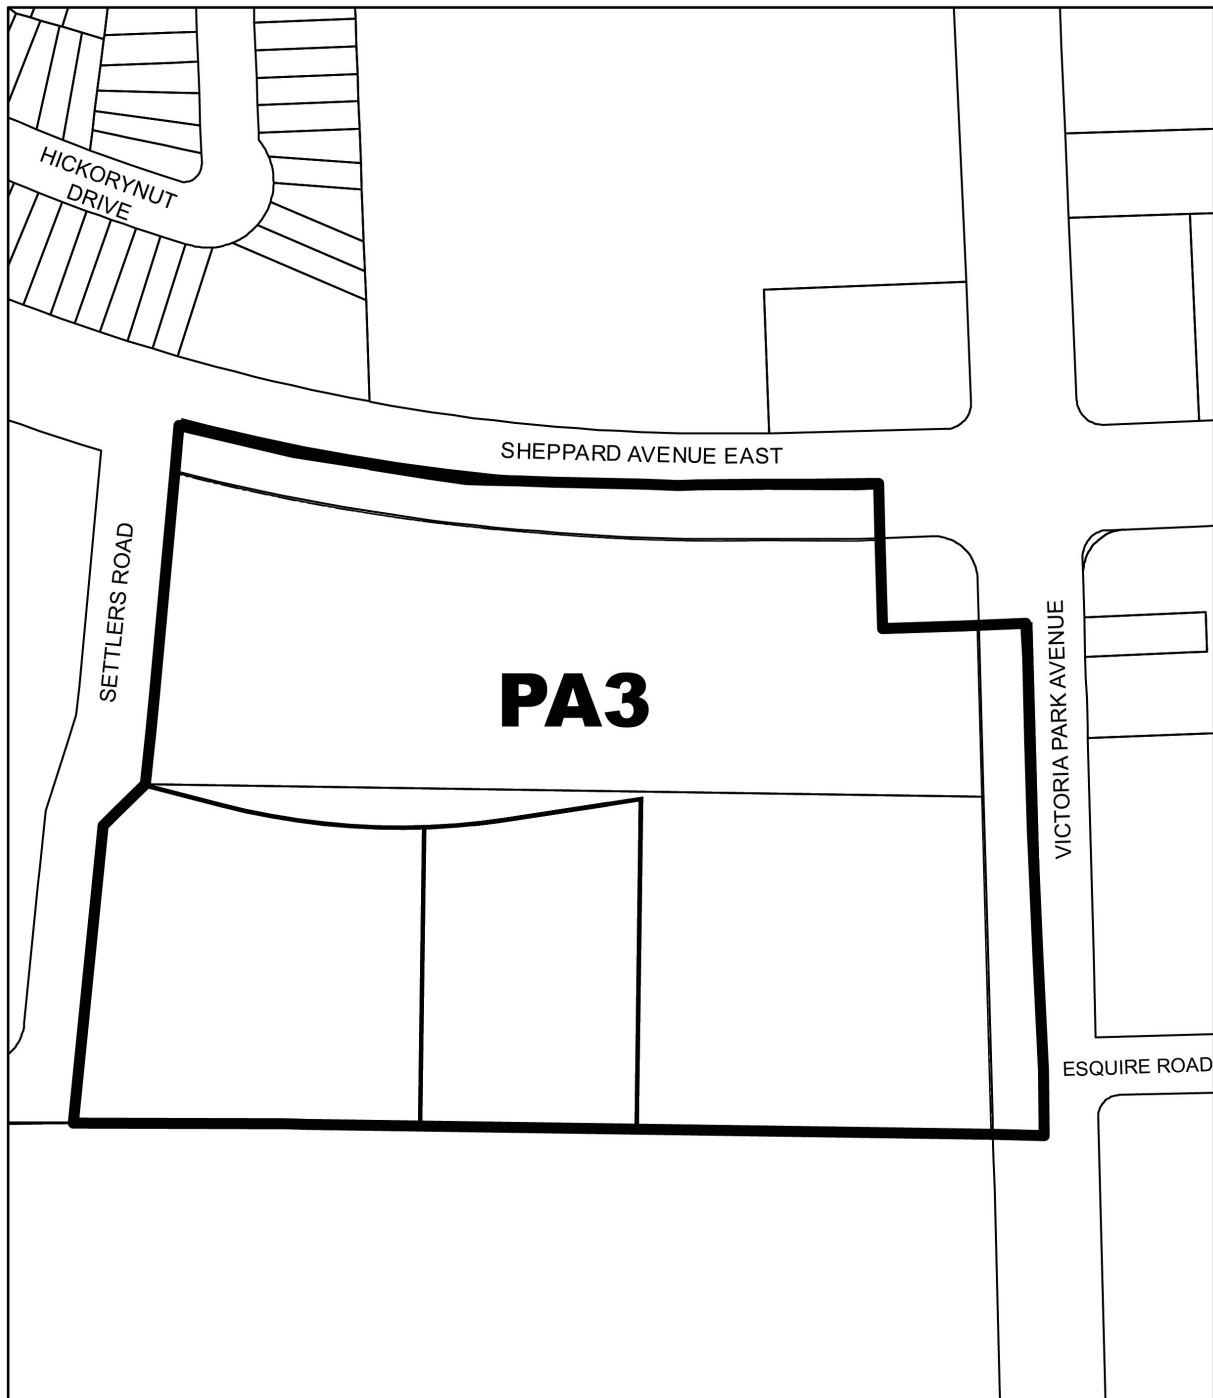 HICKORYNUT
DRIVE
SHEPPARD AVENUE EAST
SETTLERS ROAD
VICTORIA PARK AVENUE
PA3
ESQUIRE ROAD